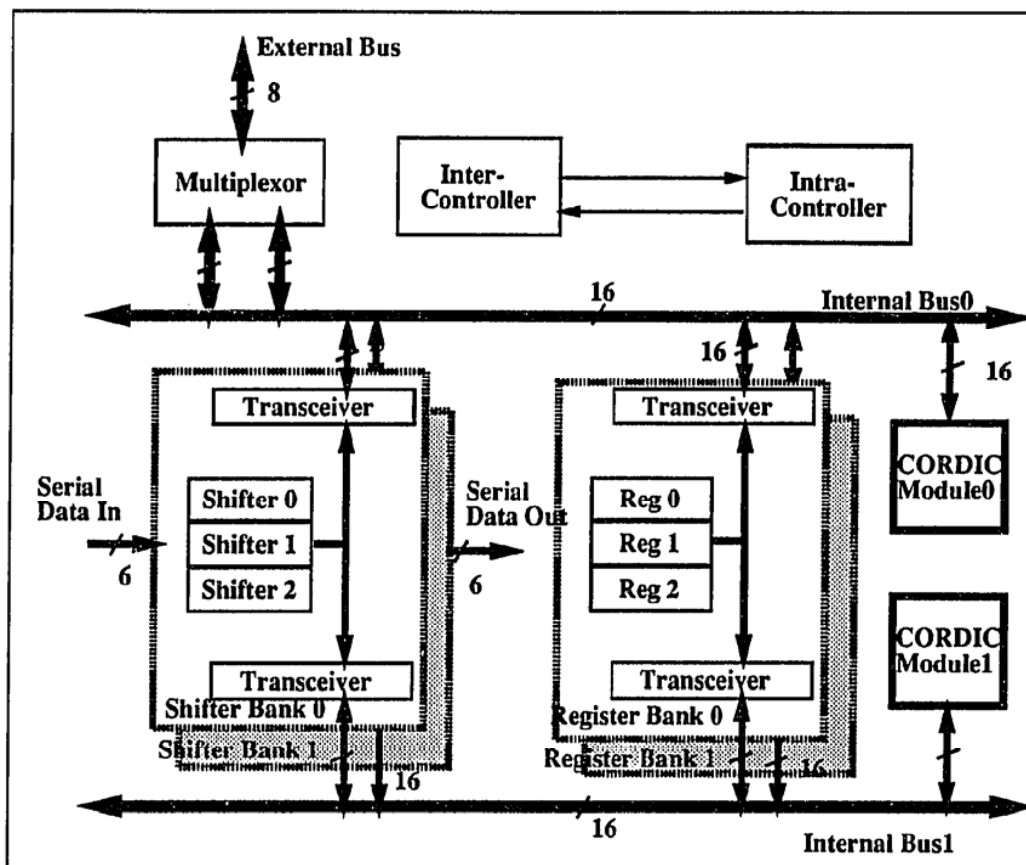 External Bus
8
Multiplexor
Inter-
Controller
Intra-
Controller
16
Internal Bus0
16
16
Transceiver
Transceiver
CORDIC
Module0
Serial
Data In
6
Shifter 0
Shifter 1
Shifter 2
Serial
Data Out
6
Reg 0
Reg 1
Reg 2
CORDIC
Module1
Transceiver
Transceiver
Shifter Bank 0
Shifter Bank 1
Register Bank 0
Register Bank 1
16
16
16
Internal Bus1